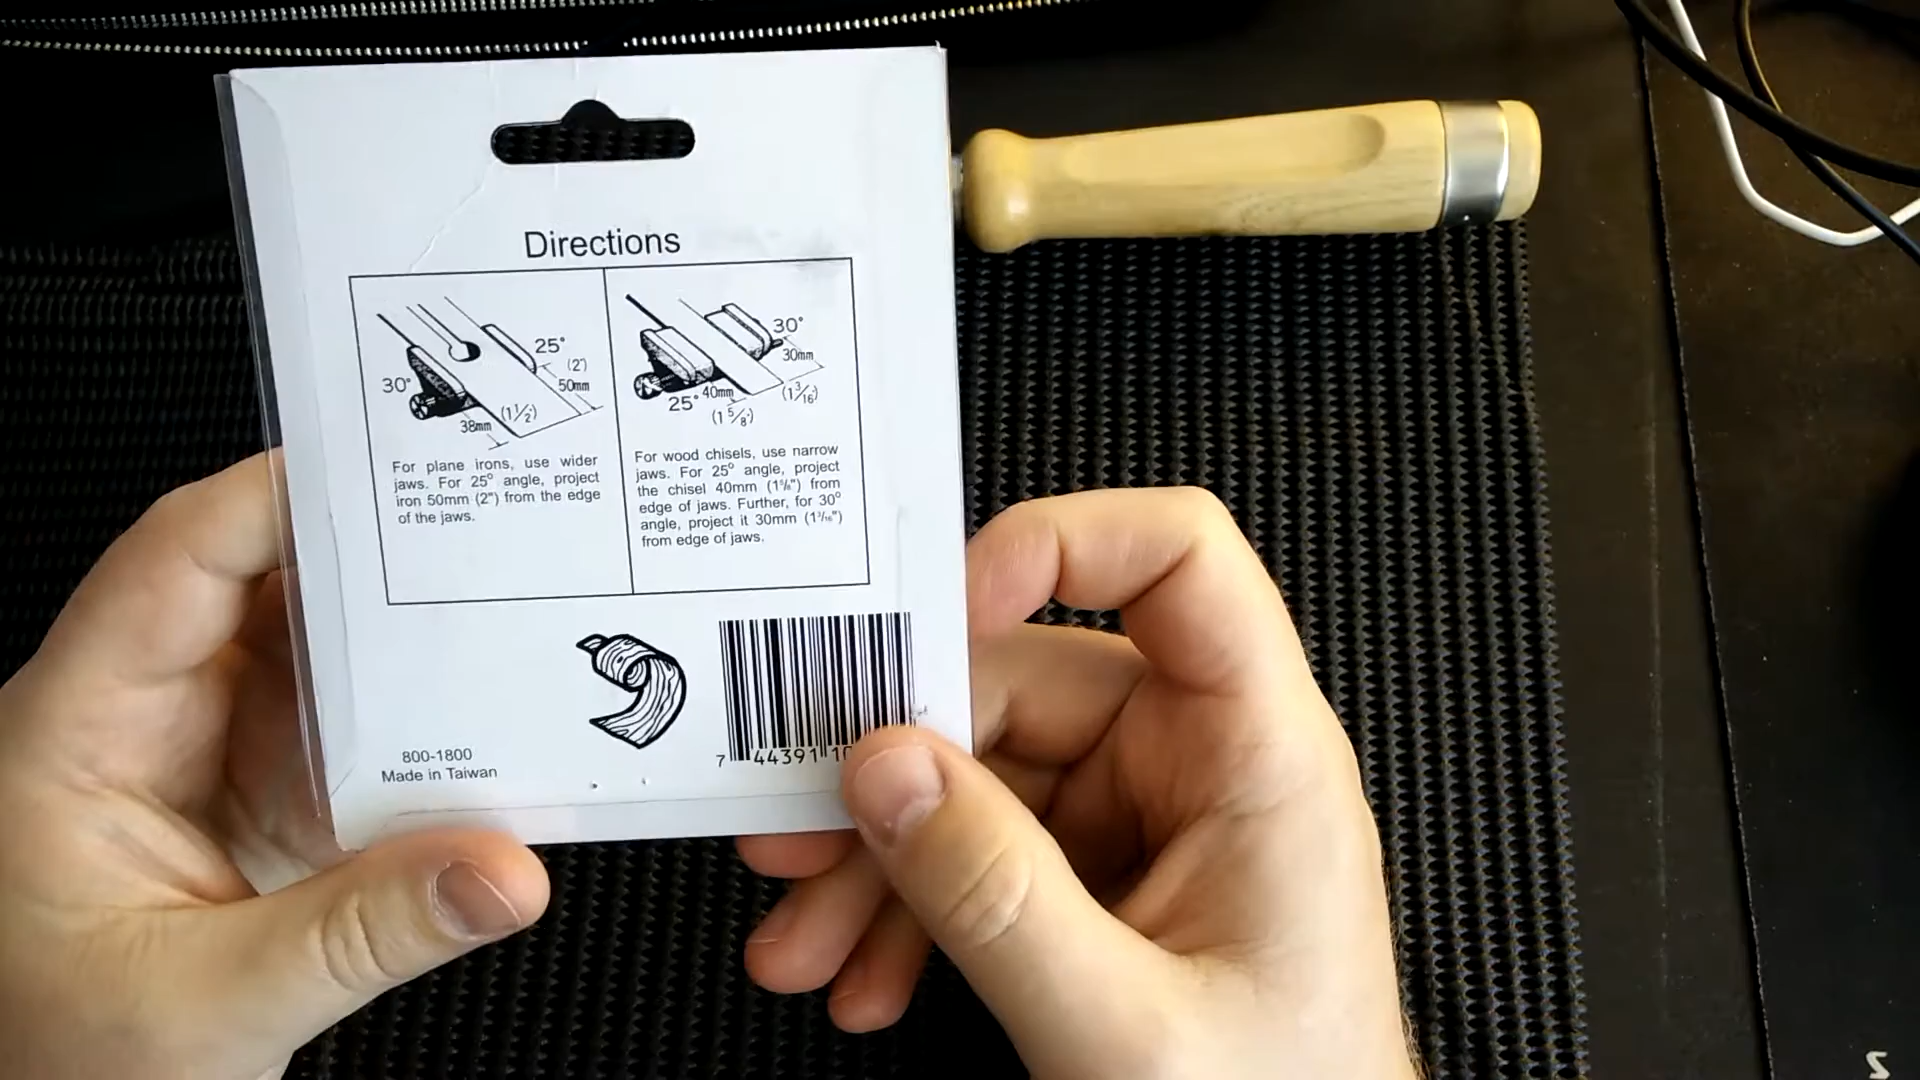 Directions
25°
(2")
50mm
30°
(1 1/2")
38mm
30°
30mm
(1 3/16")
40mm
25°
(1 5/8")
For plane irons, use wider
jaws. For 25° angle, project
iron 50mm (2") from the edge
of the jaws.
For wood chisels, use narrow
jaws. For 25° angle, project
the chisel 40mm (1⅝") from
edge of jaws. Further, for 30°
angle, project it 30mm (1³/₁₆")
from edge of jaws.
800-1800
Made in Taiwan
7 44391 10